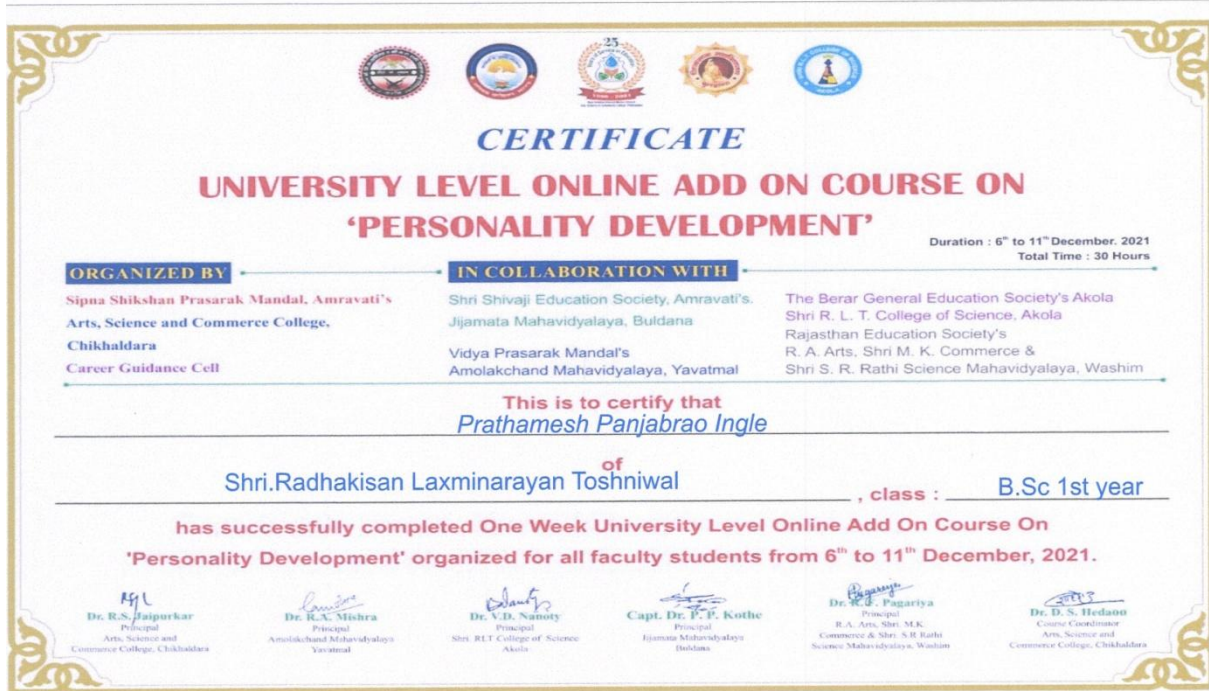 25
CERTIFICATE
UNIVERSITY LEVEL ONLINE ADD ON COURSE ON
‘PERSONALITY DEVELOPMENT’
Duration : 6th to 11th December. 2021
Total Time : 30 Hours
ORGANIZED BY
Sipna Shikshan Prasarak Mandal, Amravati's
Arts, Science and Commerce College,
Chikhaldara
Career Guidance Cell
IN COLLABORATION WITH
Shri Shivaji Education Society, Amravati's.
Jijamata Mahavidyalaya, Buldana
Vidya Prasarak Mandal's
Amolakchand Mahavidyalaya, Yavatmal
The Berar General Education Society's Akola
Shri R. L. T. College of Science, Akola
Rajasthan Education Society's
R. A. Arts, Shri M. K. Commerce &
Shri S. R. Rathi Science Mahavidyalaya, Washim
This is to certify that
Prathamesh Panjabrao Ingle
of
Shri.Radhakisan Laxminarayan Toshniwal , class : B.Sc 1st year
has successfully completed One Week University Level Online Add On Course On
'Personality Development' organized for all faculty students from 6th to 11th December, 2021.
Dr. R.S. Jaipurkar
Principal
Arts, Science and
Commerce College, Chikhaldara
Dr. R.A. Mishra
Principal
Amolakchand Mahavidyalaya
Yavatmal
Dr. V.D. Nanoty
Principal
Shri. RLT College of Science
Akola
Capt. Dr. P. P. Kothe
Principal
Jijamata Mahavidyalaya
Buldana
Pagariya
Principal
R.A. Arts, Shri. M.K.
Commerce & Shri. S.R Rathi
Science Mahavidyalaya, Washim
Dr. D. S. Hedaou
Course Coordinator
Arts, Science and
Commerce College, Chikhaldara